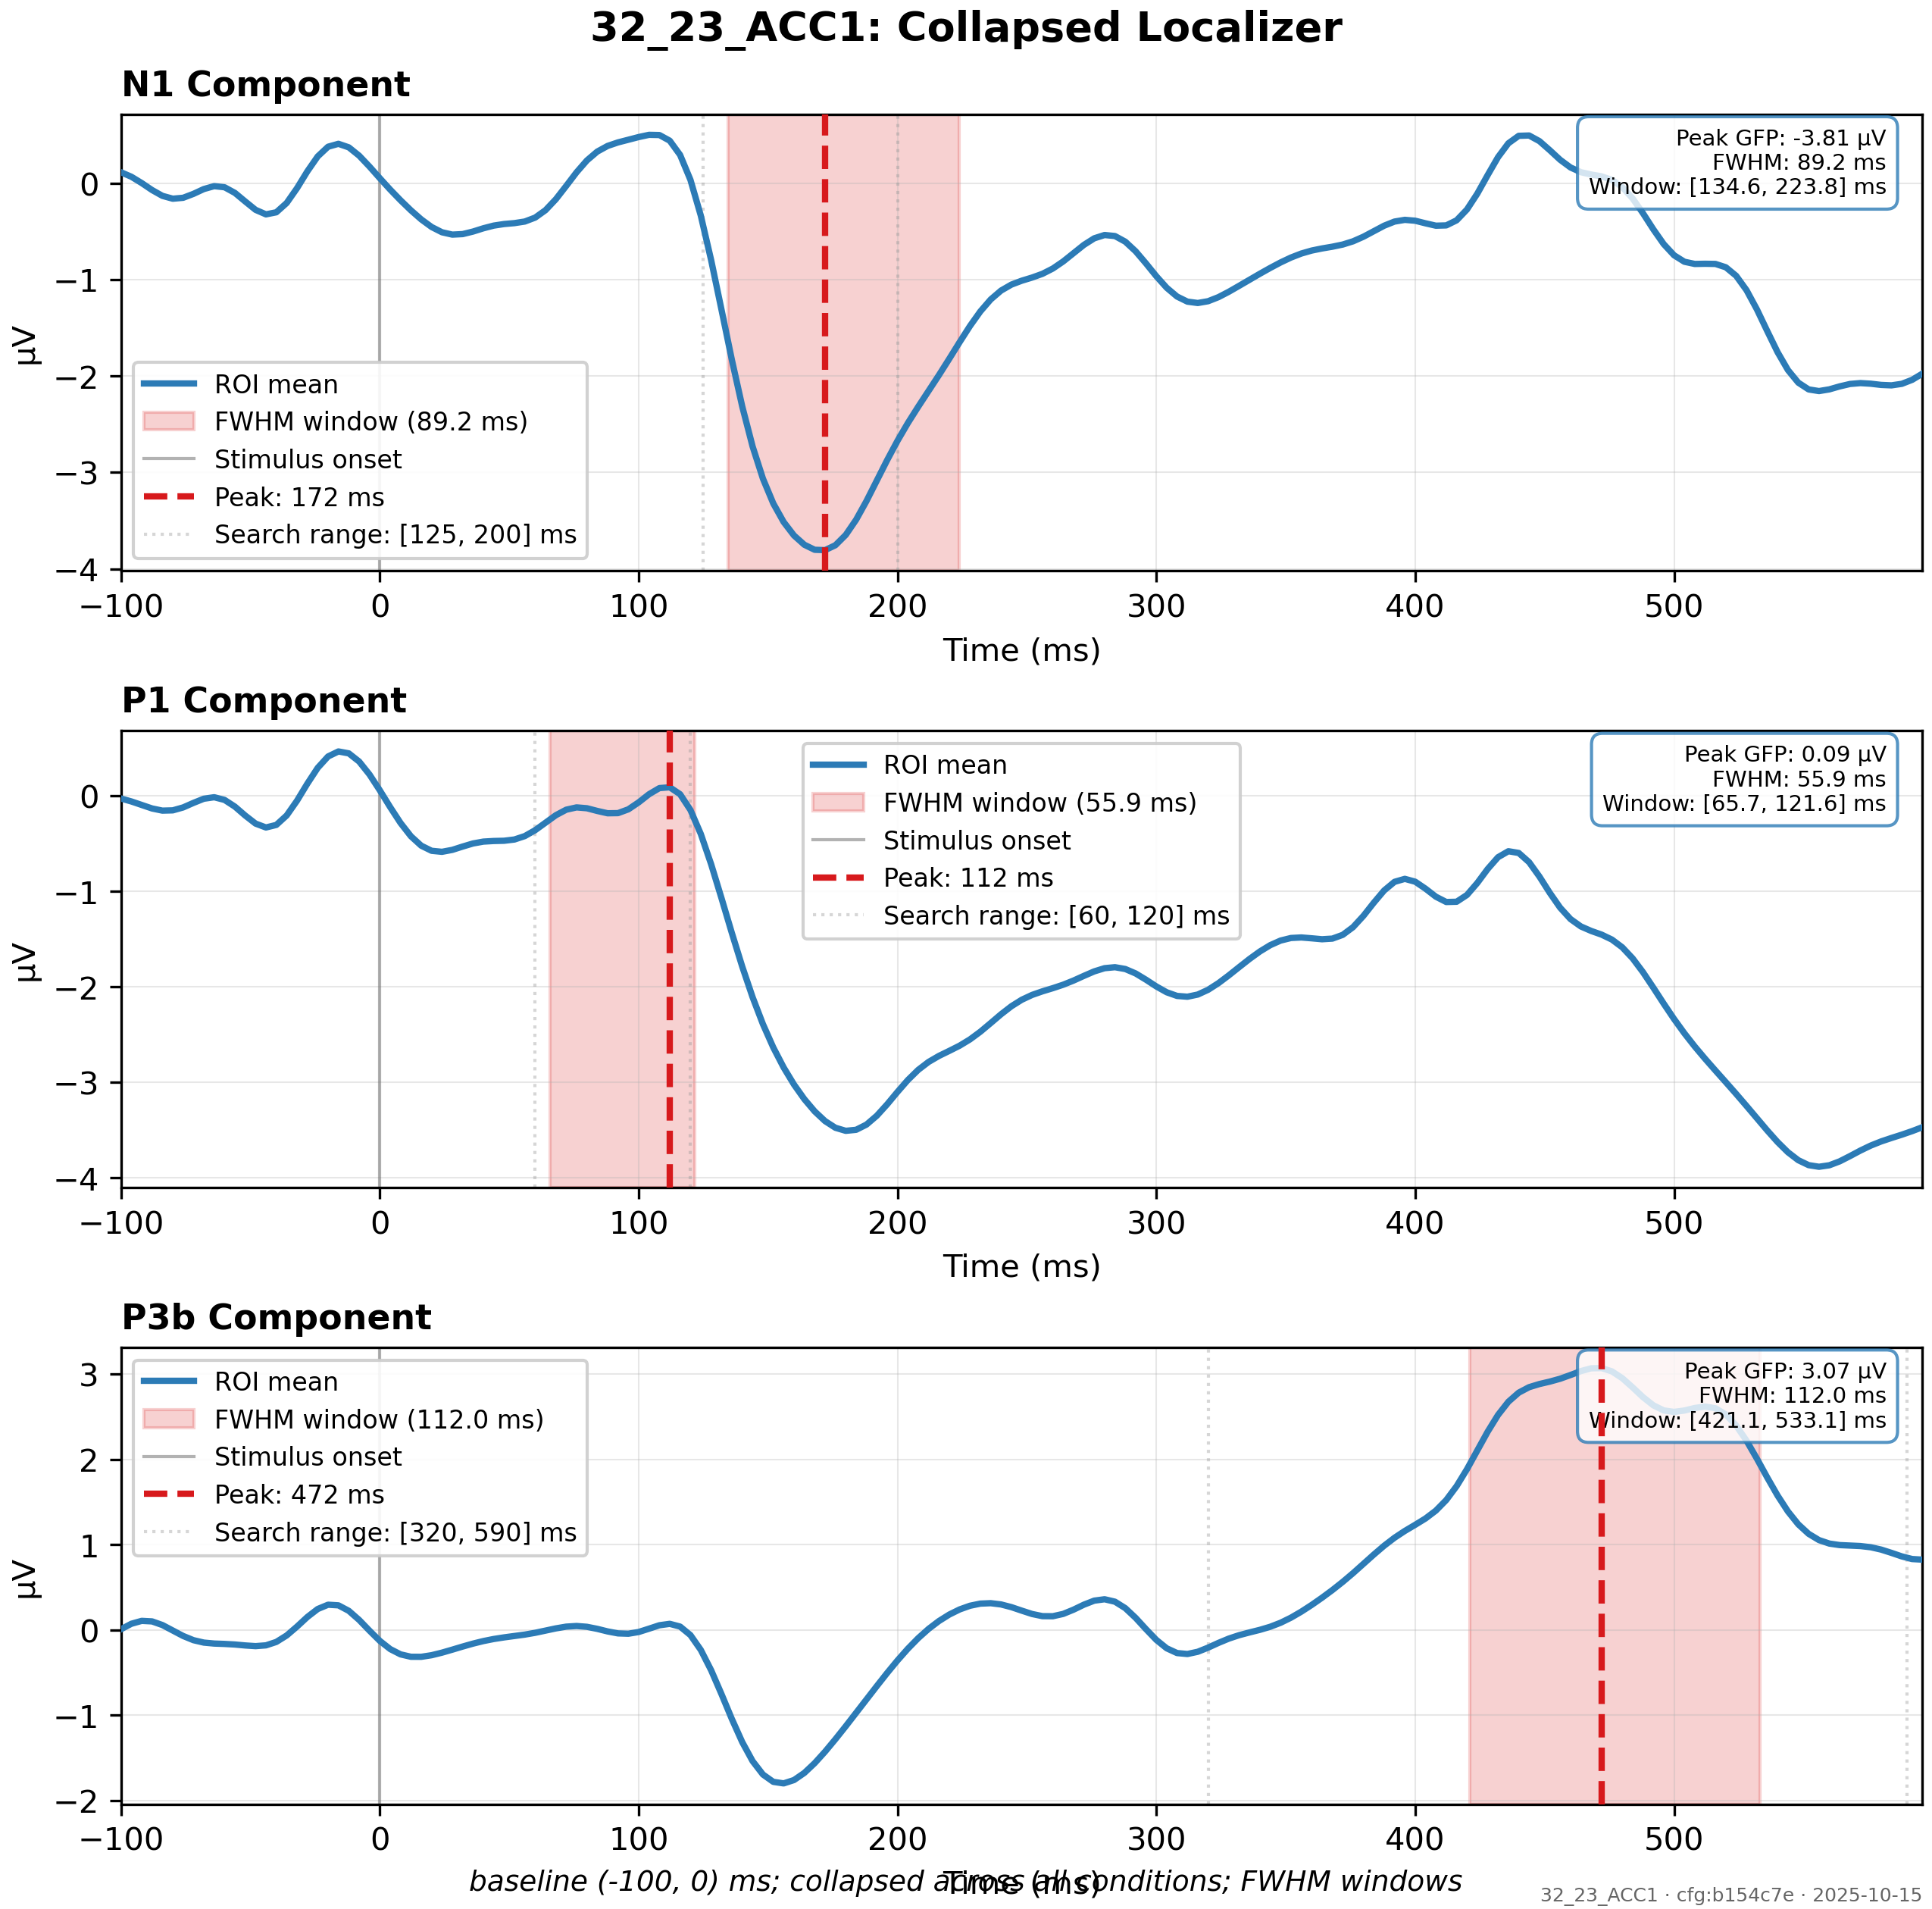 32_23_ACC1: Collapsed Localizer
N1 Component
Peak GFP: -3.81 µV
FWHM: 89.2 ms
Window: [134.6, 223.8] ms
0
−1
−2
−3
−4
µV
ROI mean
FWHM window (89.2 ms)
Stimulus onset
Peak: 172 ms
Search range: [125, 200] ms
−100
0
100
200
300
400
500
Time (ms)
P1 Component
Peak GFP: 0.09 µV
FWHM: 55.9 ms
Window: [65.7, 121.6] ms
ROI mean
FWHM window (55.9 ms)
Stimulus onset
Peak: 112 ms
Search range: [60, 120] ms
0
−1
−2
−3
−4
µV
−100
0
100
200
300
400
500
Time (ms)
P3b Component
Peak GFP: 3.07 µV
FWHM: 112.0 ms
Window: [421.1, 533.1] ms
ROI mean
FWHM window (112.0 ms)
Stimulus onset
Peak: 472 ms
Search range: [320, 590] ms
3
2
1
0
−1
−2
µV
−100
0
100
200
300
400
500
Time (ms)
baseline (-100, 0) ms; collapsed across all conditions; FWHM windows
32_23_ACC1 · cfg:b154c7e · 2025-10-15